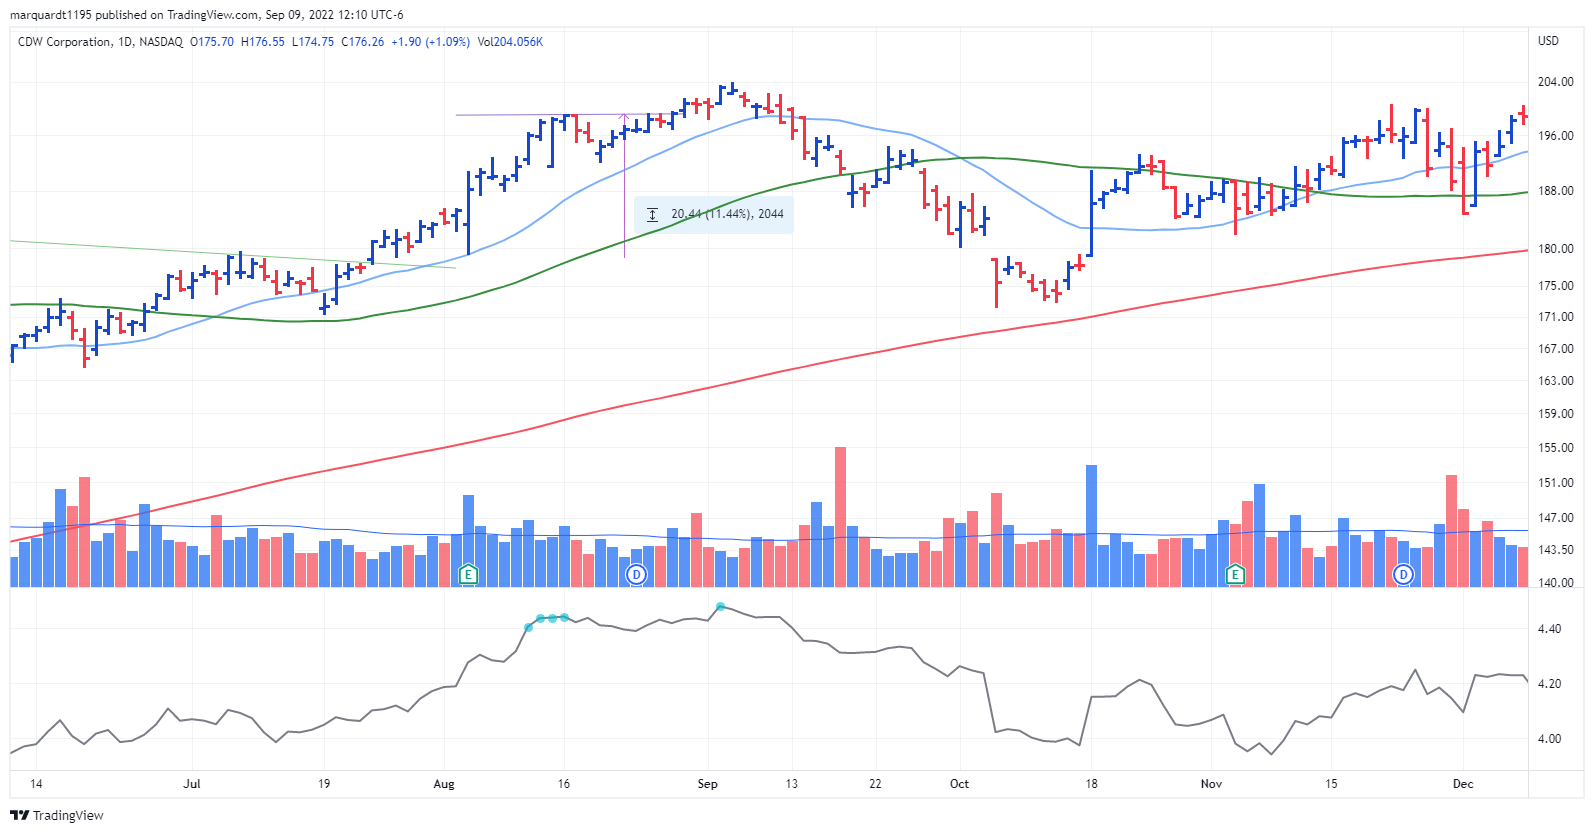 marquardt1195 published on TradingView.com, Sep 09, 2022 12:10 UTC-6
CDW Corporation, 1D, NASDAQ O175.70 H176.55 L174.75 C176.26 +1.90 (+1.09%) Vol204.056K
USD
204.00
196.00
188.00
20.44 (11.44%), 2044
180.00
175.00
171.00
167.00
163.00
159.00
155.00
151.00
147.00
143.50
140.00
E D E D
4.40
4.20
4.00
14 Jul 19 Aug 16 Sep 13 22 Oct 18 Nov 15 Dec
TradingView